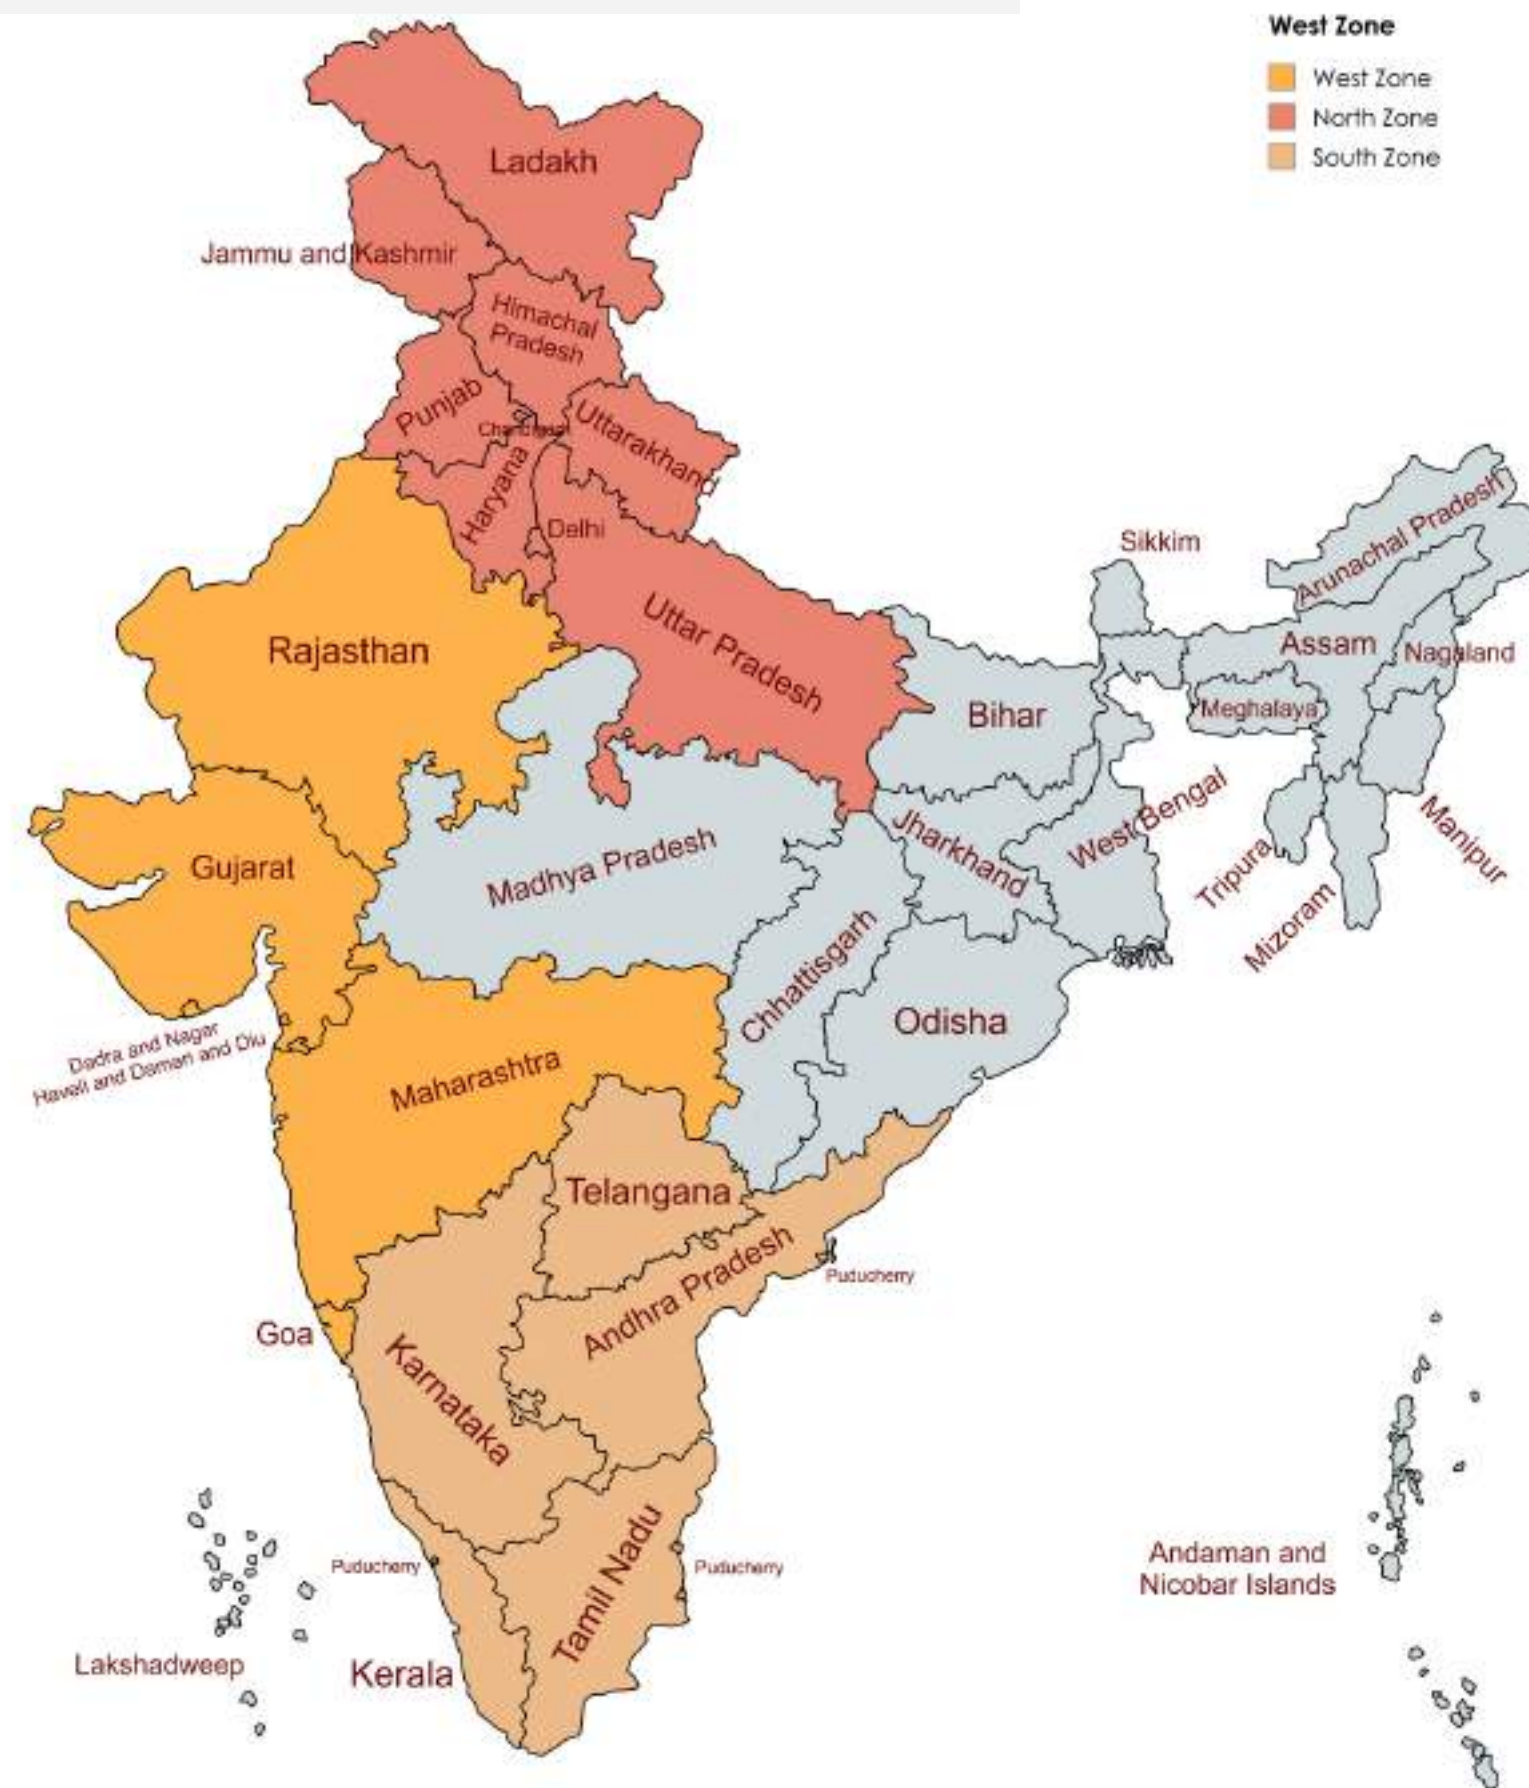 West Zone
West Zone
North Zone
South Zone
Ladakh
Jammu and Kashmir
Himachal
Pradesh
Punjab
Uttarakhand
Haryana
Delhi
Sikkim
Arunachal Pradesh
Rajasthan
Uttar Pradesh
Assam
Nagaland
Bihar
Meghalaya
Gujarat
Madhya Pradesh
Jharkhand
West Bengal
Tripura
Manipur
Mizoram
Chhattisgarh
Odisha
Dadra and Nagar
Haveli and Daman and Diu
Maharashtra
Telangana
Andhra Pradesh
Puducherry
Goa
Karnataka
Puducherry
Tamil Nadu
Puducherry
Andaman and
Nicobar Islands
Lakshadweep
Kerala